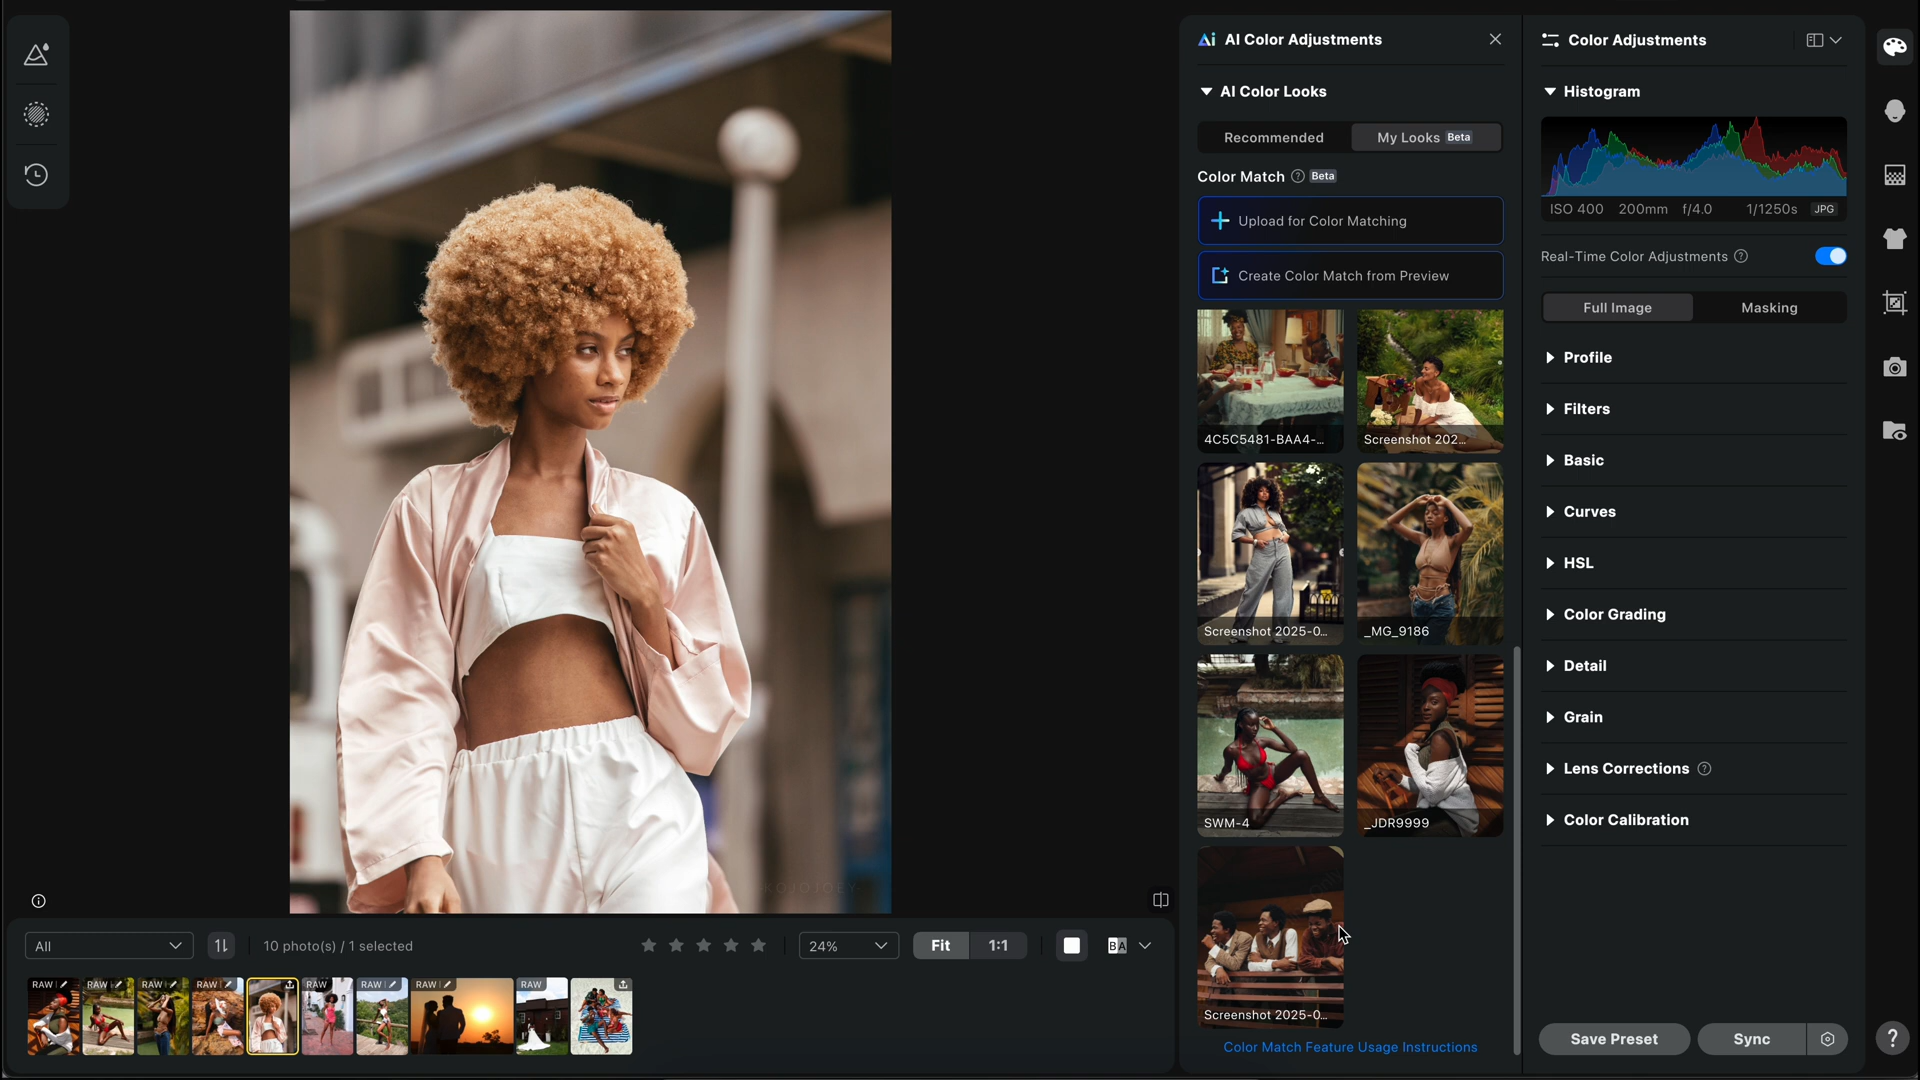 AI Color Adjustments
AI Color Looks
Recommended
My Looks Beta
Color Match ? Beta
Upload for Color Matching
Create Color Match from Preview
4C5C5481-BAA4-...
Screenshot 202...
Screenshot 2025-0...
_MG_9186
SWM-4
_JDR9999
Screenshot 2025-0...
Color Match Feature Usage Instructions
Color Adjustments
Histogram
ISO 400 200mm f/4.0 1/1250s JPG
Real-Time Color Adjustments ?
Full Image
Masking
Profile
Filters
Basic
Curves
HSL
Color Grading
Detail
Grain
Lens Corrections ?
Color Calibration
Save Preset
Sync
?
KOJOJOEY
All
10 photo(s) / 1 selected
24%
Fit
1:1
BA
RAW
RAW
RAW
RAW
RAW
RAW
RAW
RAW